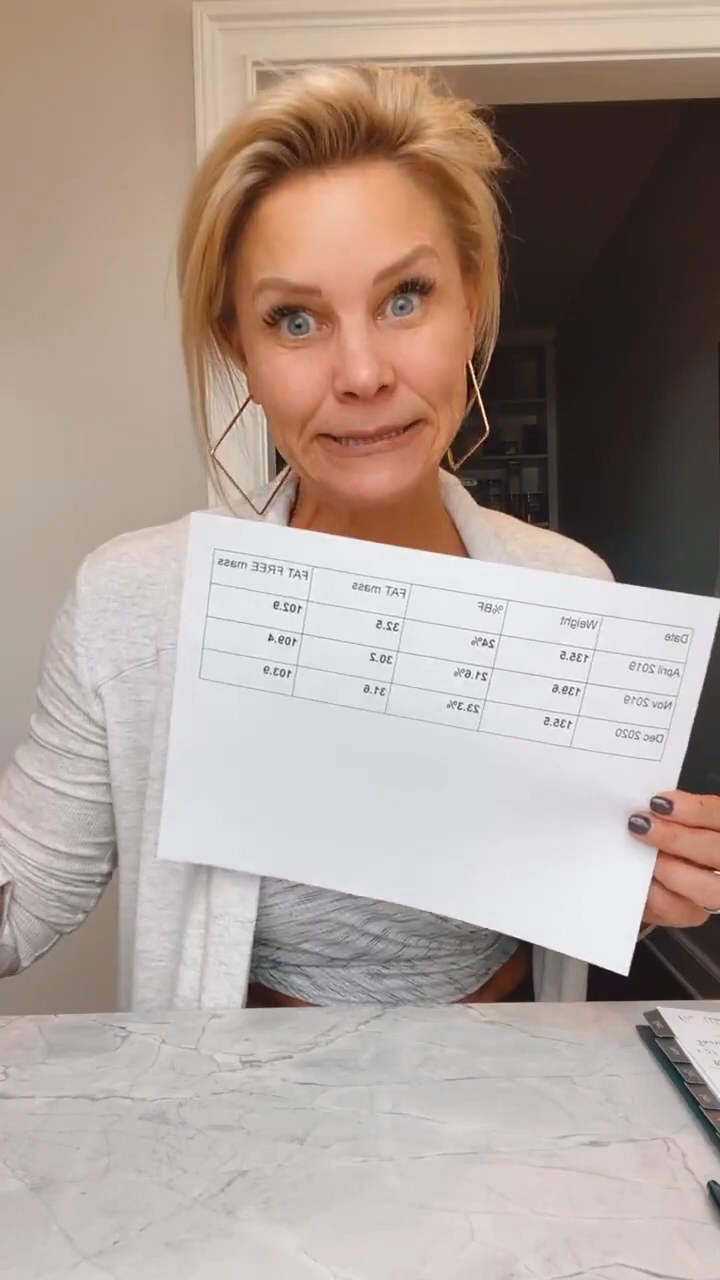 Date Weight %BF FAT mass FAT FREE mass
April 2019 135.5 24% 32.5 102.9
Nov 2019 139.6 21.6% 30.2 109.4
Dec 2020 135.5 23.3% 31.6 103.9